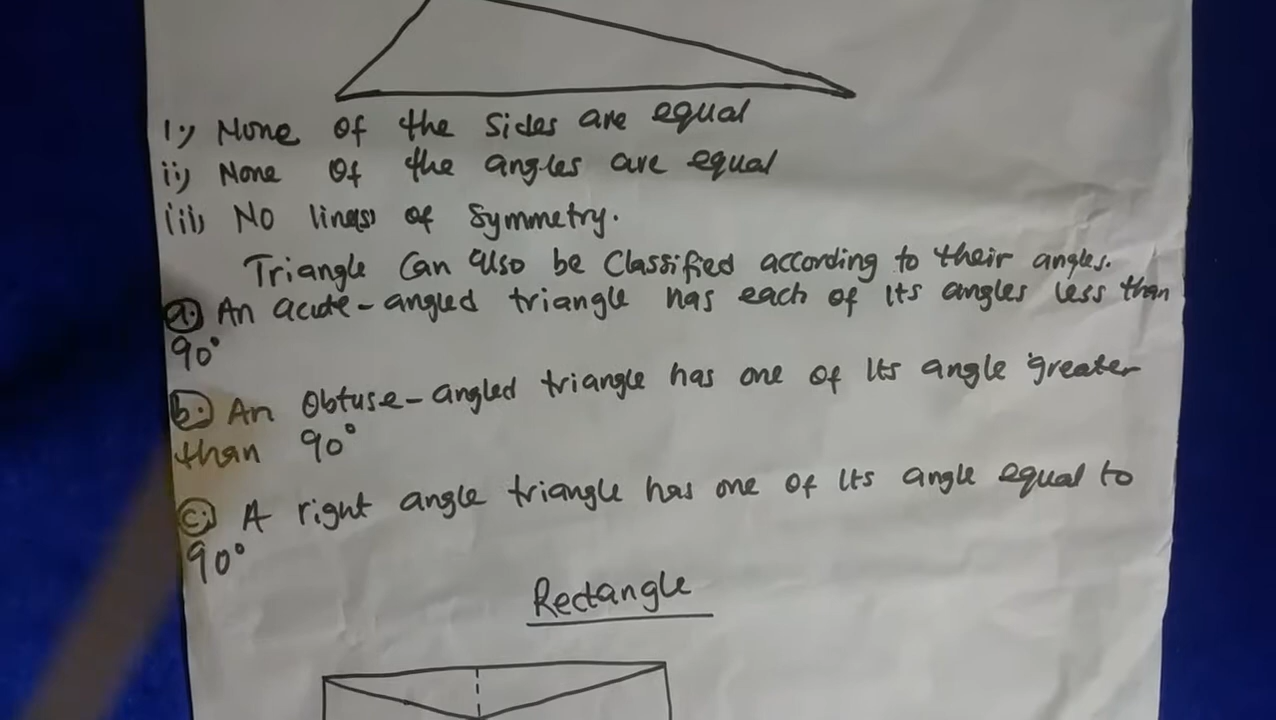 i) None of the sides are equal
ii) None of the angles are equal
iii) No lines of symmetry.
Triangle can also be classified according to their angles.
a. An acute-angled triangle has each of its angles less than
90°
b. An obtuse-angled triangle has one of its angle greater
than 90°
c. A right angle triangle has one of its angle equal to
90°
Rectangle